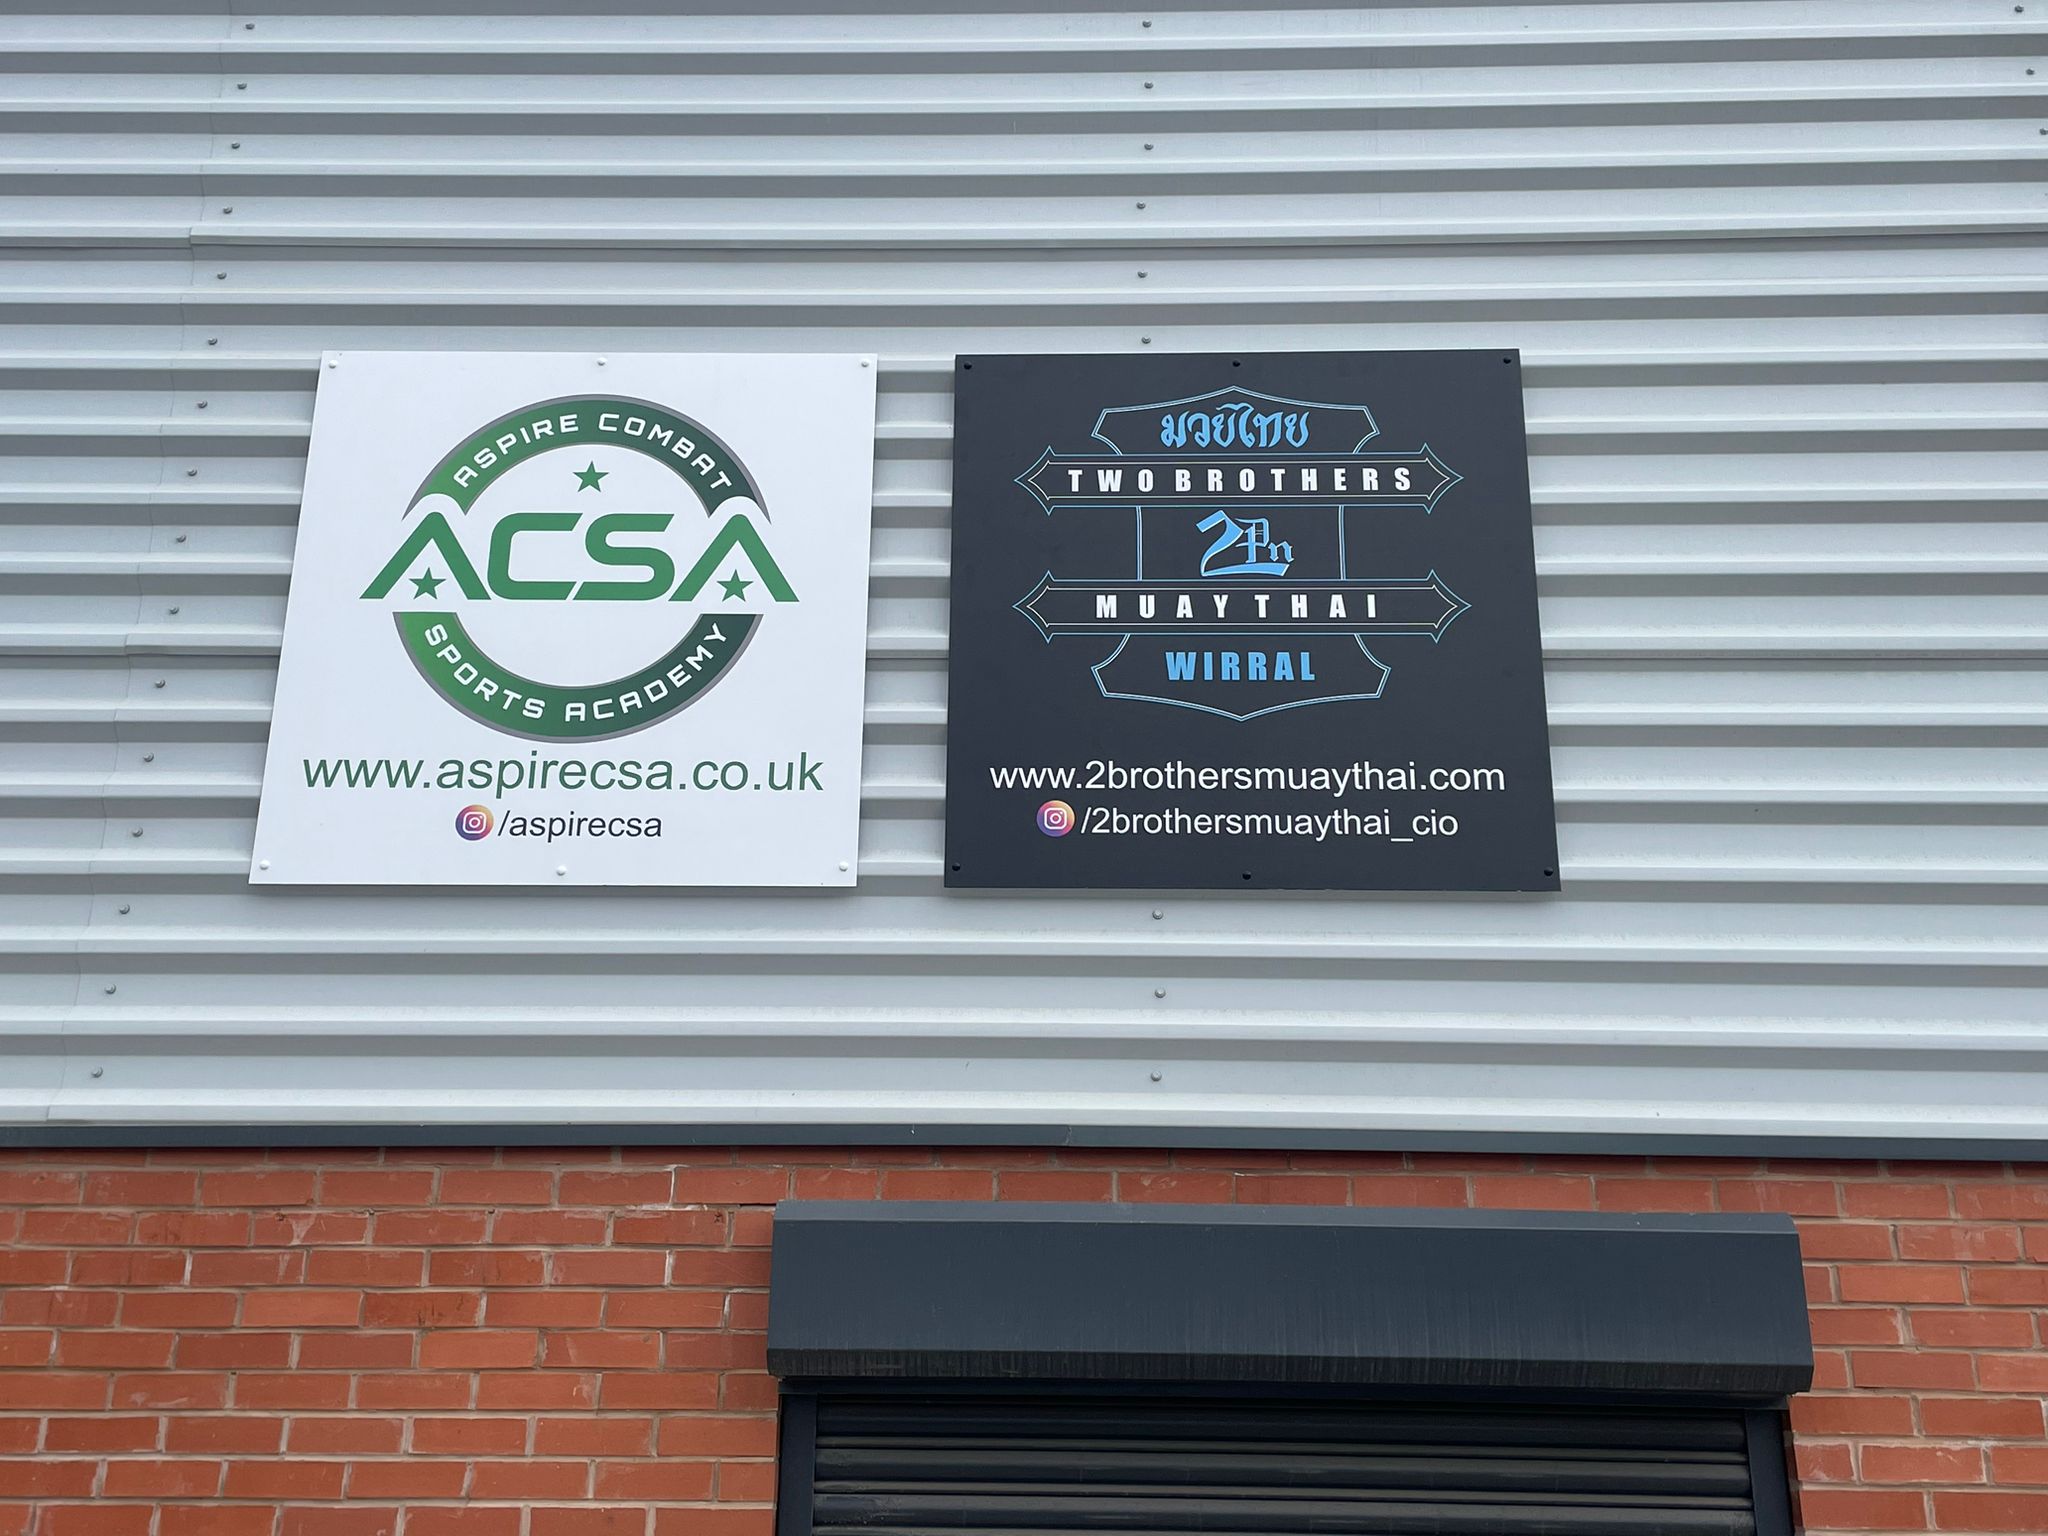 ASPIRE COMBAT
ACSA
SPORTS ACADEMY
www.aspirecsa.co.uk
/aspirecsa
มวยไทย
TWO BROTHERS
2Pn
MUAY THAI
WIRRAL
www.2brothersmuaythai.com
/2brothersmuaythai_cio